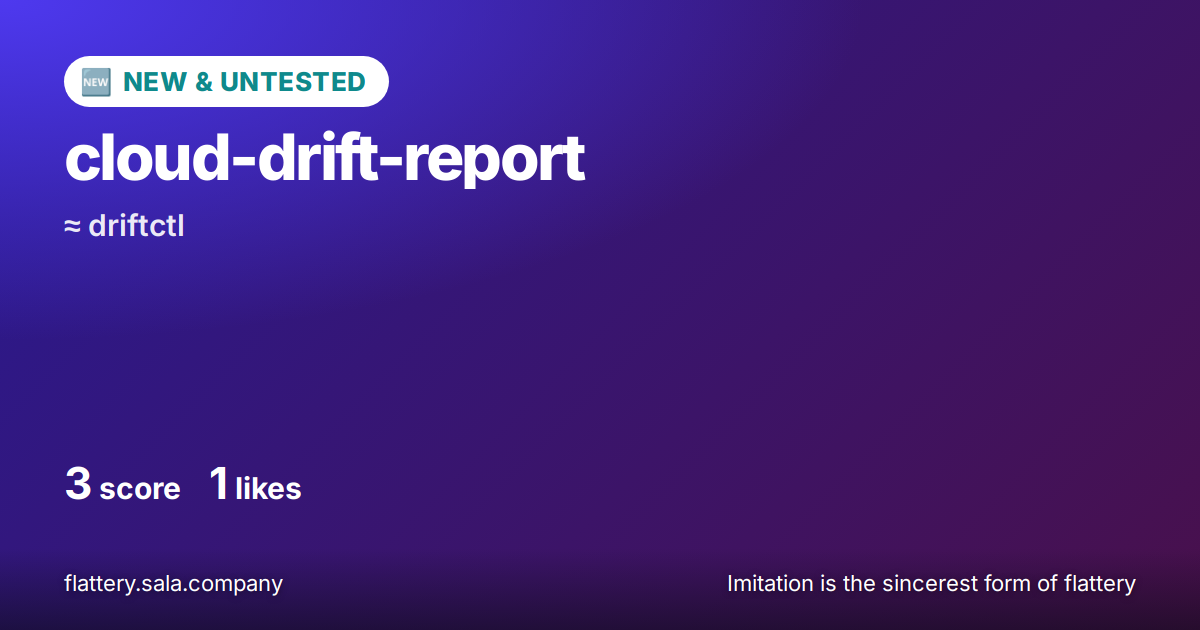 🆕 NEW & UNTESTED
cloud-drift-report
≈ driftctl
3 score 1 likes
flattery.sala.company
Imitation is the sincerest form of flattery